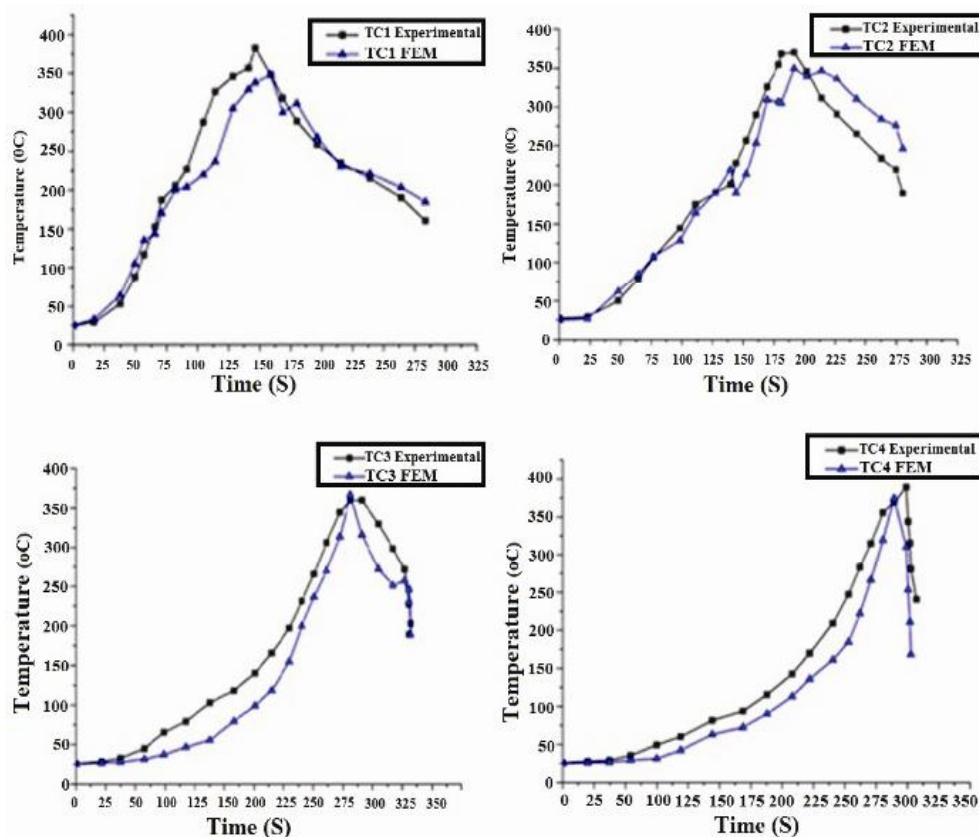 TC1 Experimental
TC1 FEM
Temperature (0C)
400
350
300
250
200
150
100
50
0
0 25 50 75 100 125 150 175 200 225 250 275 300 325
Time (S)
TC2 Experimental
TC2 FEM
Temperature (0C)
400
350
300
250
200
150
100
50
0
0 25 50 75 100 125 150 175 200 225 250 275 300 325
Time (S)
TC3 Experimental
TC3 FEM
Temperature (oC)
400
350
300
250
200
150
100
50
0
0 25 50 75 100 125 150 175 200 225 250 275 300 325 350
Time (S)
TC4 Experimental
TC4 FEM
Temperature (oC)
400
350
300
250
200
150
100
50
0
0 25 50 75 100 125 150 175 200 225 250 275 300 325 350
Time (S)